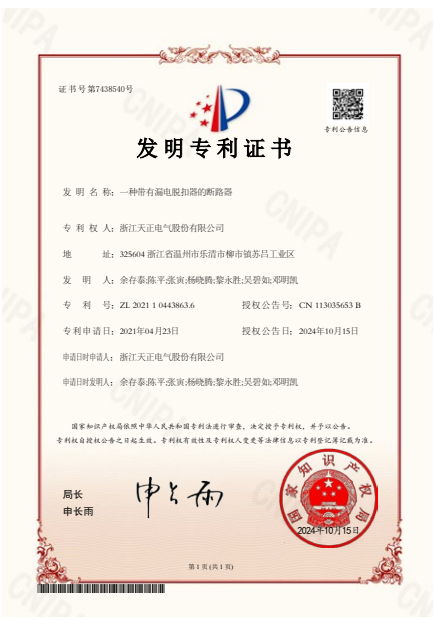 证书号第7438540号
专利公告信息
发明专利证书
发 明 名 称：一种带有漏电脱扣器的断路器
专 利 权 人：浙江天正电气股份有限公司
地 址：325604 浙江省温州市乐清市柳市镇苏吕工业区
发 明 人：余存泰;陈平;张寅;杨晓腾;黎永胜;吴碧如;邓明凯
专 利 号：ZL 2021 1 0443863.6 授权公告号：CN 113035653 B
专利申请日：2021年04月23日 授权公告日：2024年10月15日
申请日时申请人：浙江天正电气股份有限公司
申请日时发明人：余存泰;陈平;张寅;杨晓腾;黎永胜;吴碧如;邓明凯
国家知识产权局依照中华人民共和国专利法进行审查，决定授予专利权，并予以公告。
专利权自授权公告之日起生效。专利权有效性及专利权人变更等法律信息以专利登记簿记载为准。
局长
申长雨
申长雨
国家知识产权局
2024年10月15日
第 1 页 (共 1 页)
CNIPA